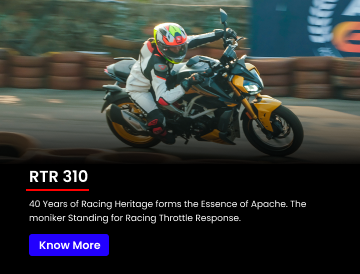 RTR 310
40 Years of Racing Heritage forms the Essence of Apache. The
moniker Standing for Racing Throttle Response.
Know More